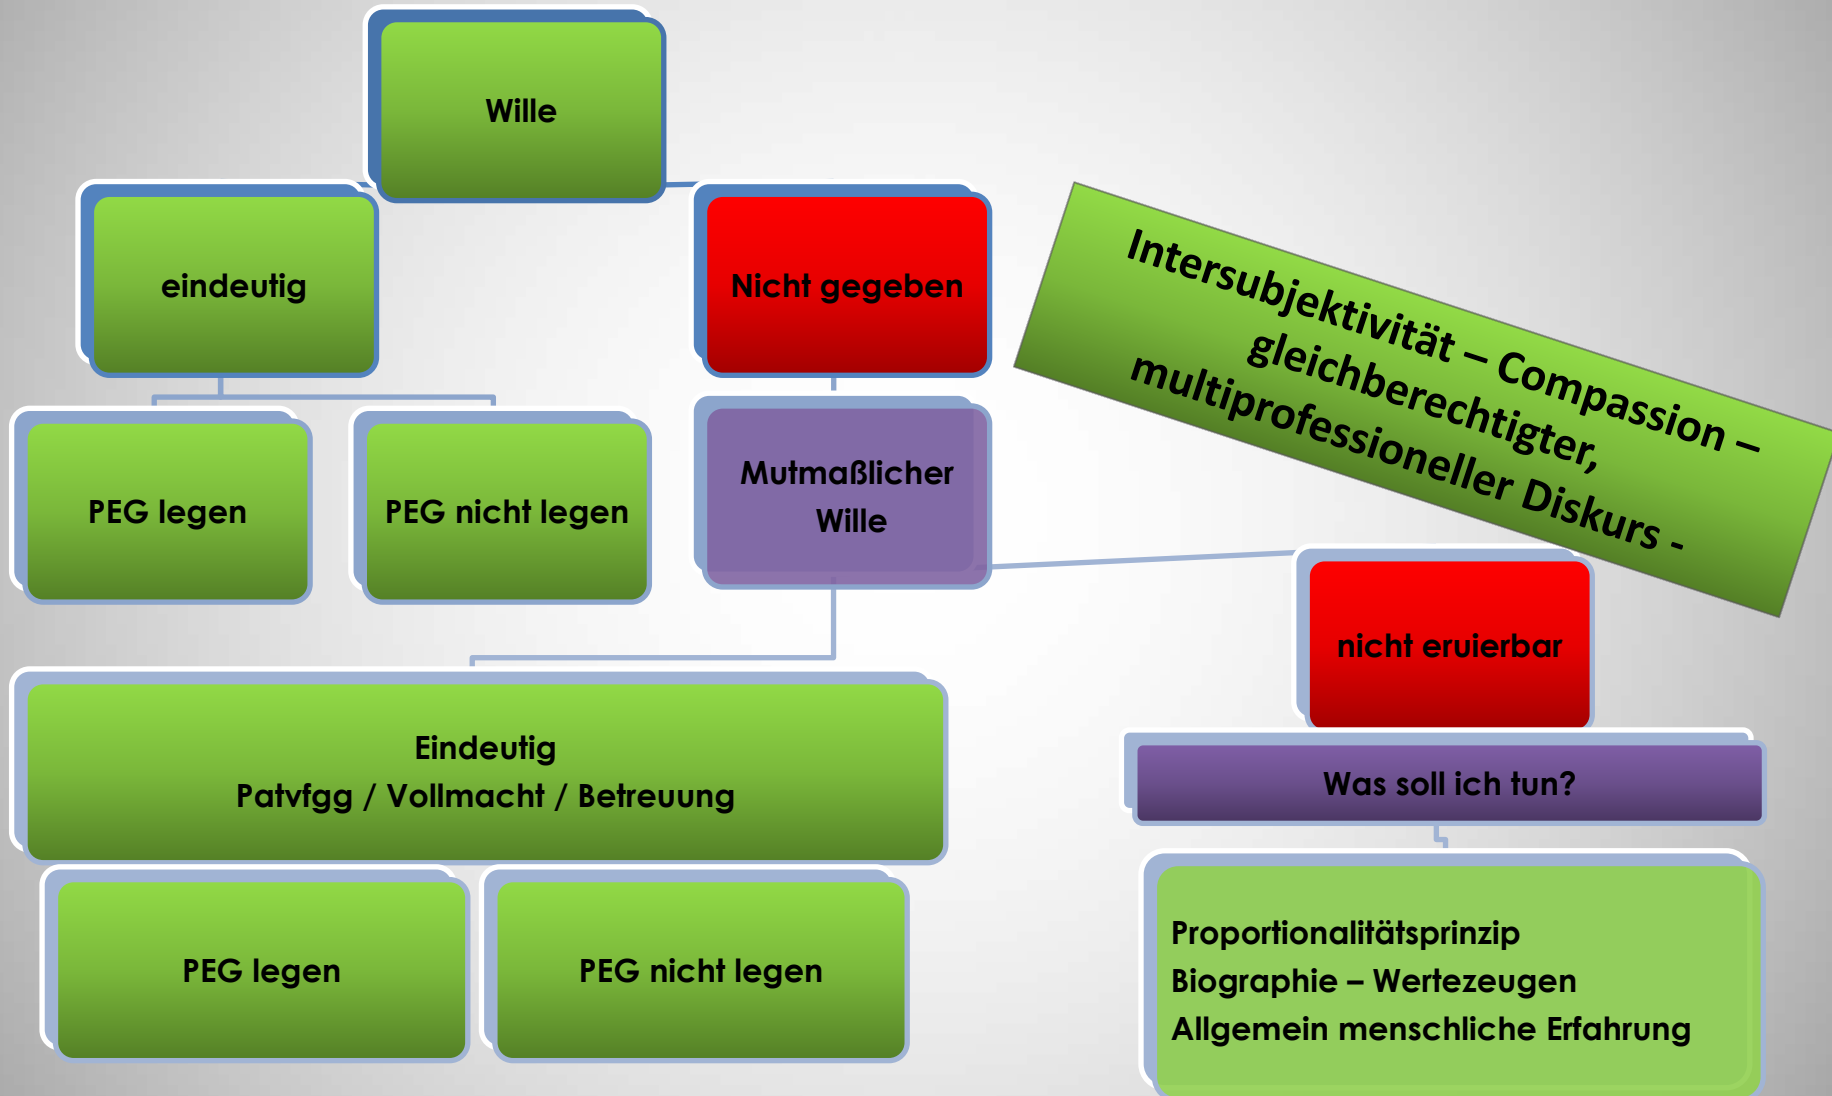 Wille
eindeutig
Nicht gegeben
Intersubjektivität – Compassion –
gleichberechtigter,
multiprofessioneller Diskurs -
PEG legen
PEG nicht legen
Mutmaßlicher
Wille
nicht eruierbar
Eindeutig
Patvfgg / Vollmacht / Betreuung
Was soll ich tun?
PEG legen
PEG nicht legen
Proportionalitätsprinzip
Biographie – Wertezeugen
Allgemein menschliche Erfahrung